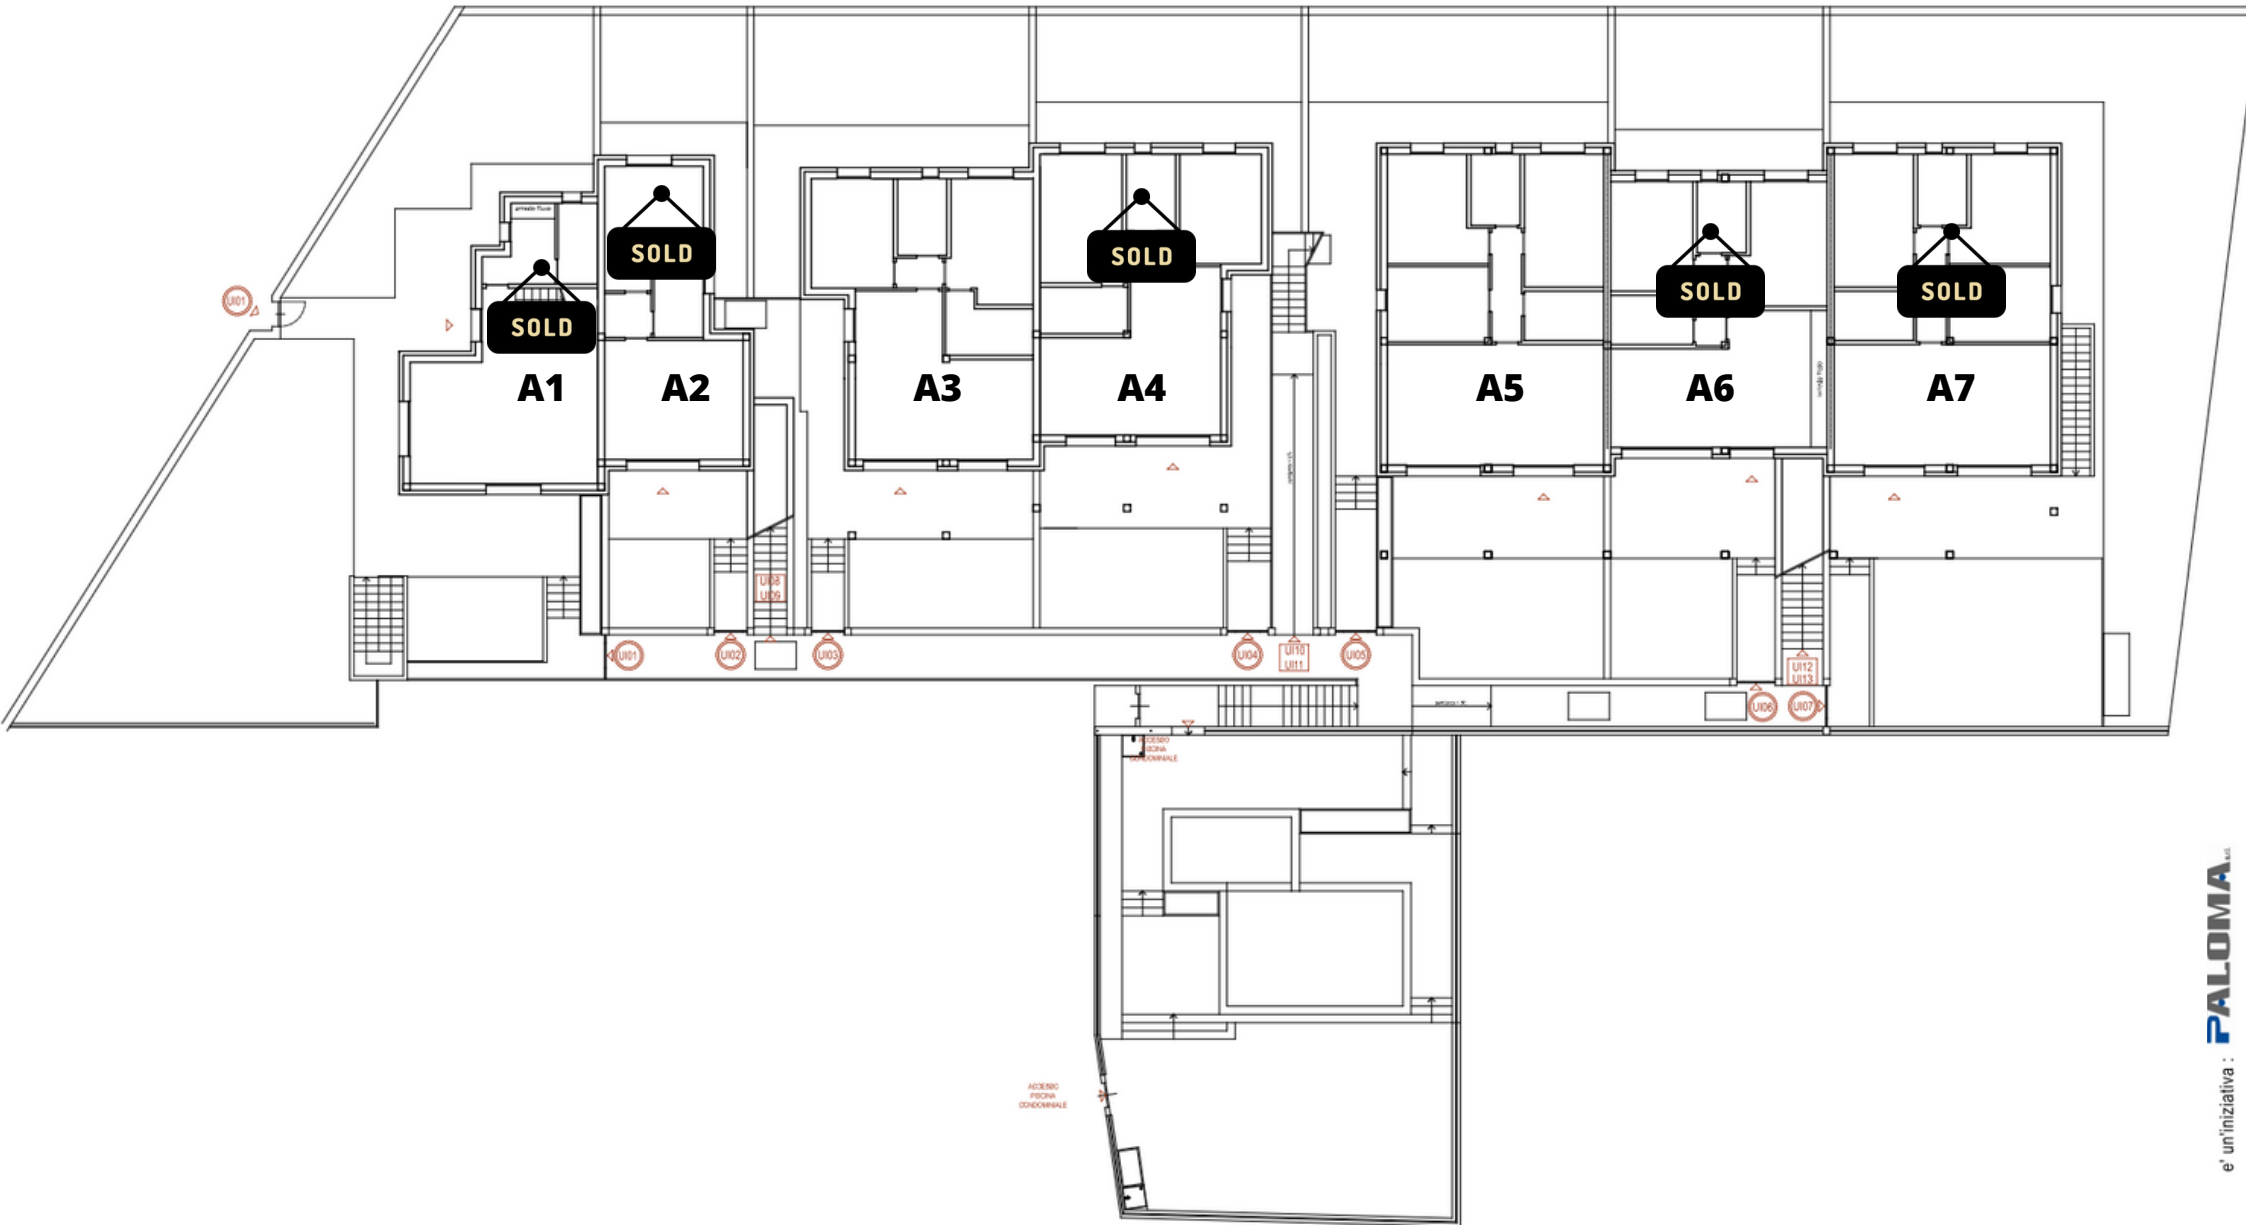 SOLD
SOLD
SOLD
SOLD
SOLD
SOLD
UI01
A1
A2
A3
A4
A5
A6
A7
UI08
UI09
UI01
UI02
UI03
UI04
UI10
UI11
UI05
UI12
UI13
UI06
UI07
ACCESSO
PISCINA
CONDOMINIALE
ACCESSO
PISCINA
CONDOMINIALE
e' un'iniziativa : PALOMA s.r.l.